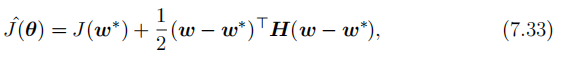 Ĵ(θ) = J(w*) + 1/2 (w − w*)⊤H(w − w*), (7.33)